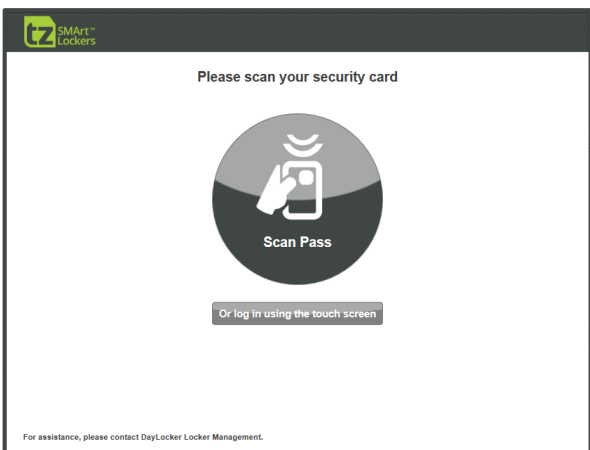 tz SMArt™
Lockers
Please scan your security card
Scan Pass
Or log in using the touch screen
For assistance, please contact DayLocker Locker Management.